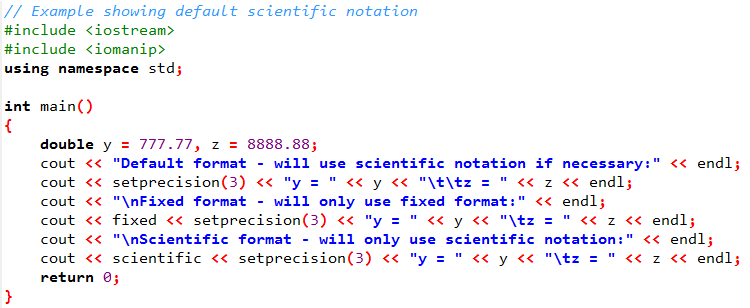 // Example showing default scientific notation
#include <iostream>
#include <iomanip>
using namespace std;

int main()
{
    double y = 777.77, z = 8888.88;
    cout << "Default format - will use scientific notation if necessary:" << endl;
    cout << setprecision(3) << "y = " << y << "\t\tz = " << z << endl;
    cout << "\nFixed format - will only use fixed format:" << endl;
    cout << fixed << setprecision(3) << "y = " << y << "\tz = " << z << endl;
    cout << "\nScientific format - will only use scientific notation:" << endl;
    cout << scientific << setprecision(3) << "y = " << y << "\tz = " << z << endl;
    return 0;
}